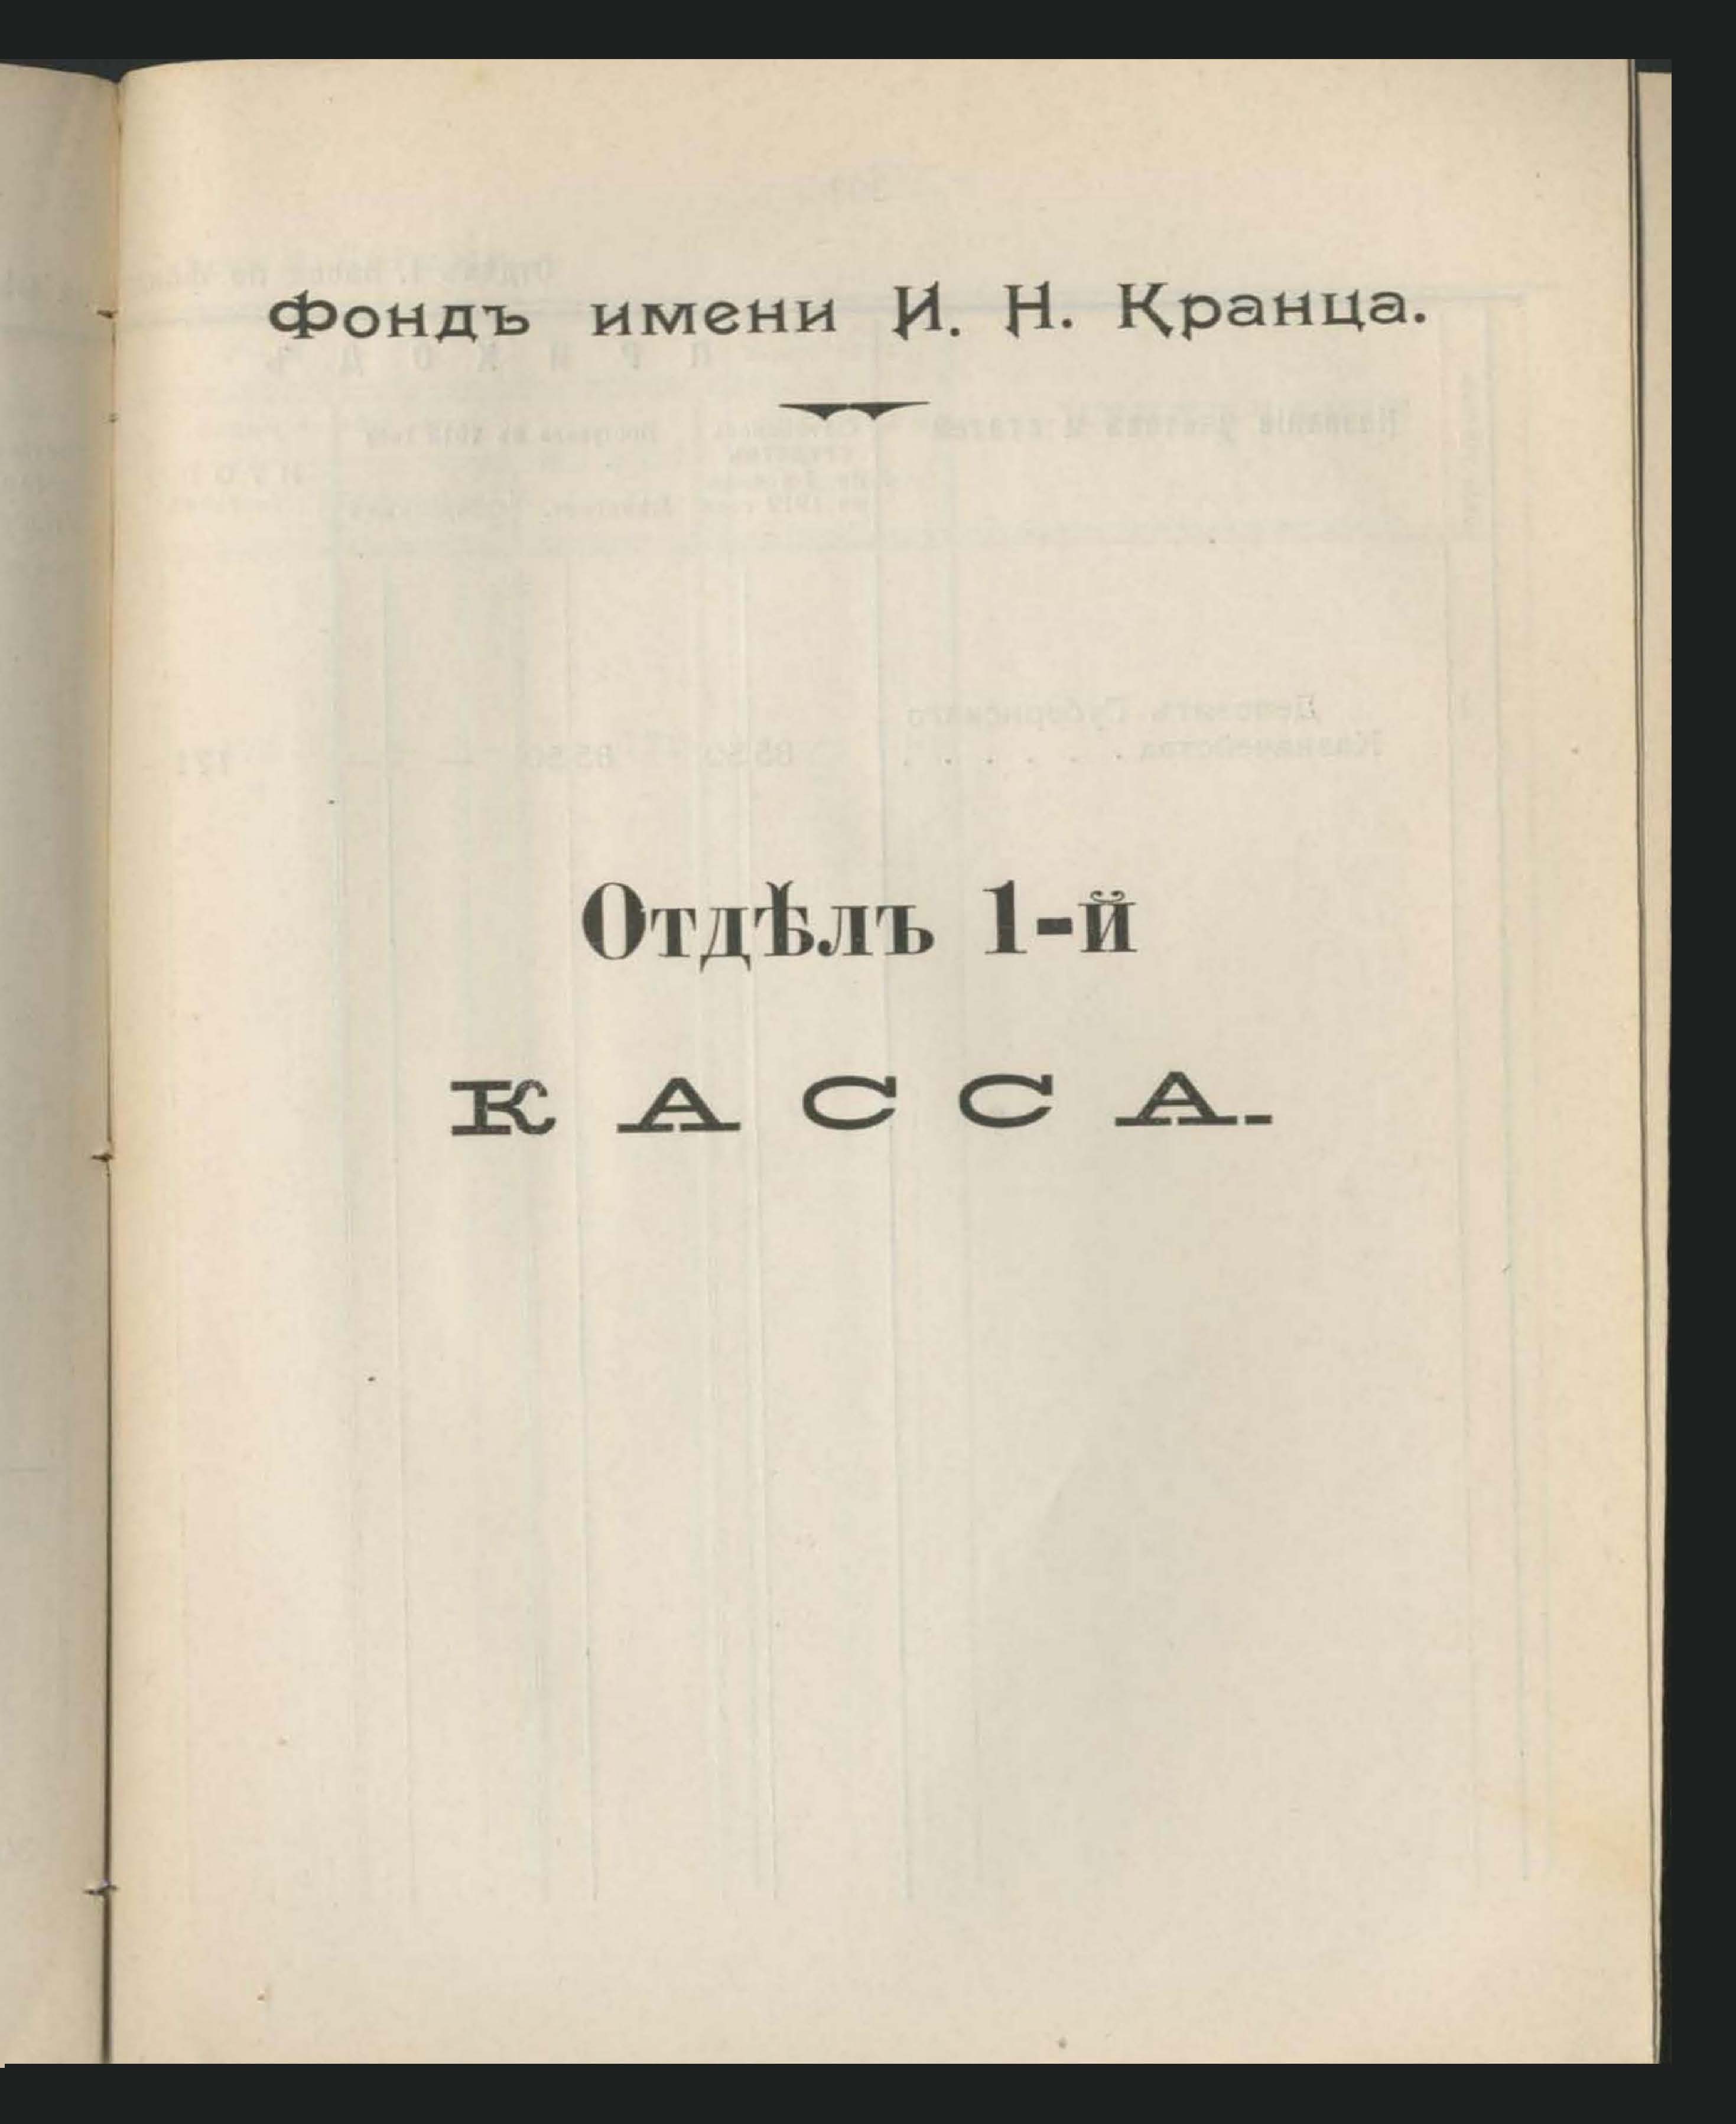 Фондъ имени И. Н. Кранца.
Отдѣлъ 1-й
КАССА.